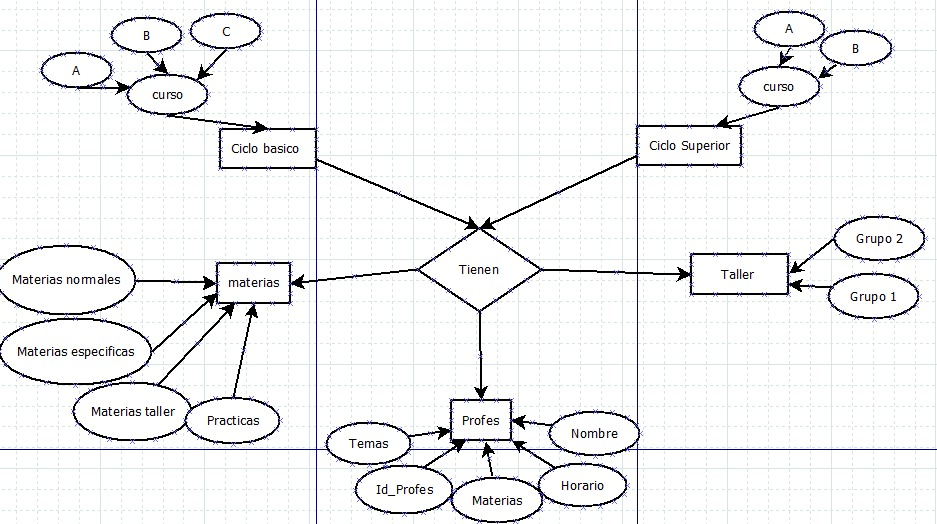 A
B
C
curso
Ciclo basico
A
B
curso
Ciclo Superior
Tienen
Materias normales
materias
Materias especificas
Materias taller
Practicas
Taller
Grupo 2
Grupo 1
Profes
Temas
Id_Profes
Materias
Horario
Nombre